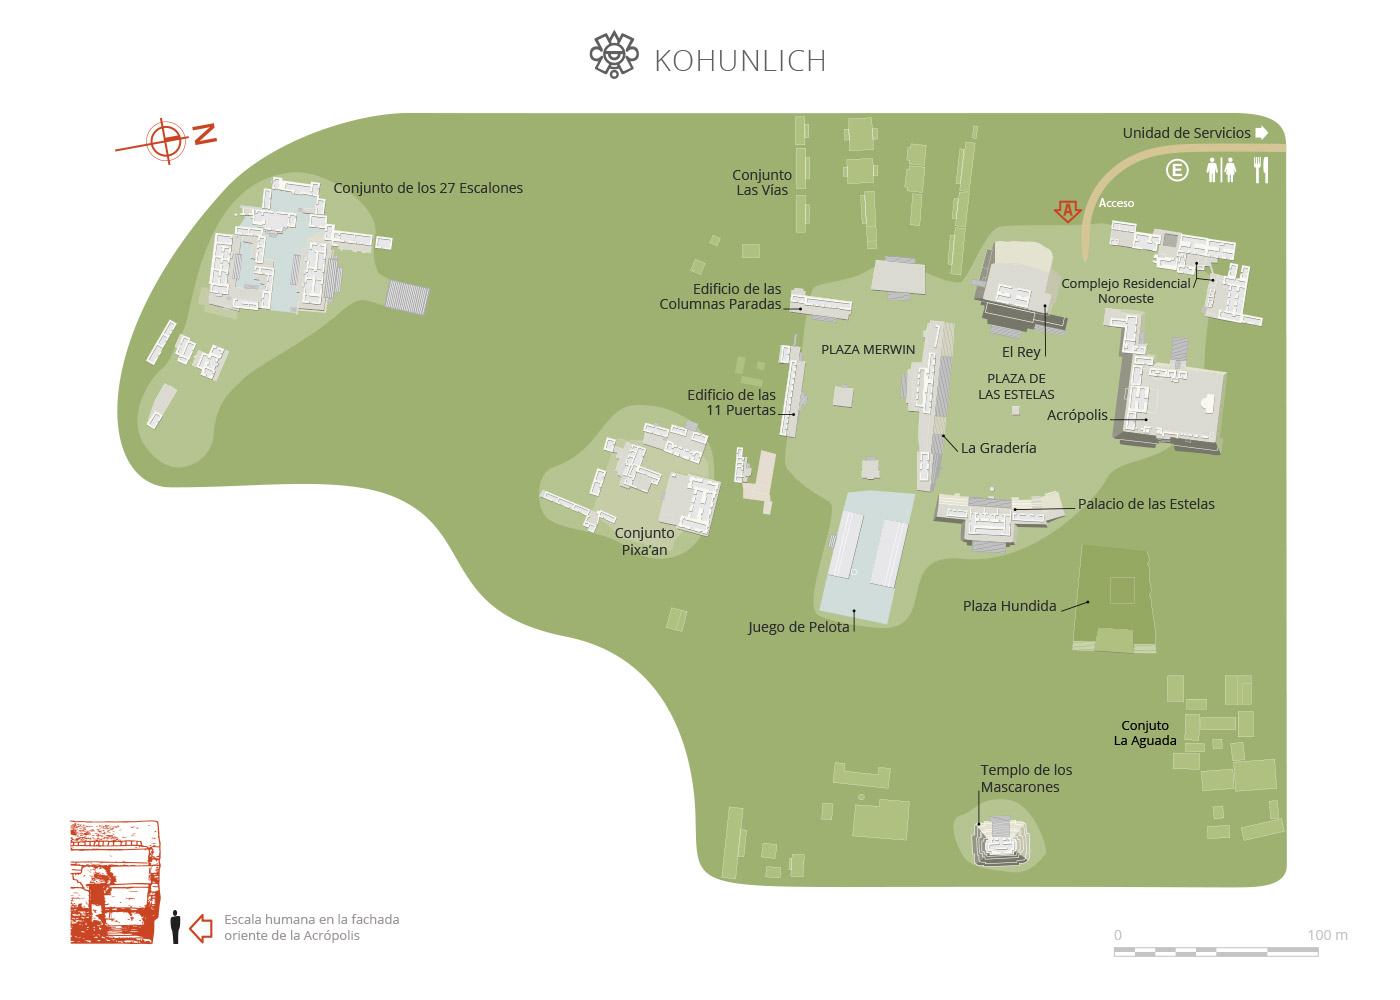 KOHUNLICH
N
Unidad de Servicios
E
A
Acceso
Conjunto
Las Vías
Conjunto de los 27 Escalones
Complejo Residencial
Noroeste
Edificio de las
Columnas Paradas
PLAZA MERWIN
El Rey
PLAZA DE
LAS ESTELAS
Edificio de las
11 Puertas
Acrópolis
La Gradería
Palacio de las Estelas
Conjunto
Pixa'an
Plaza Hundida
Juego de Pelota
Conjuto
La Aguada
Templo de los
Mascarones
Escala humana en la fachada
oriente de la Acrópolis
0 100 m